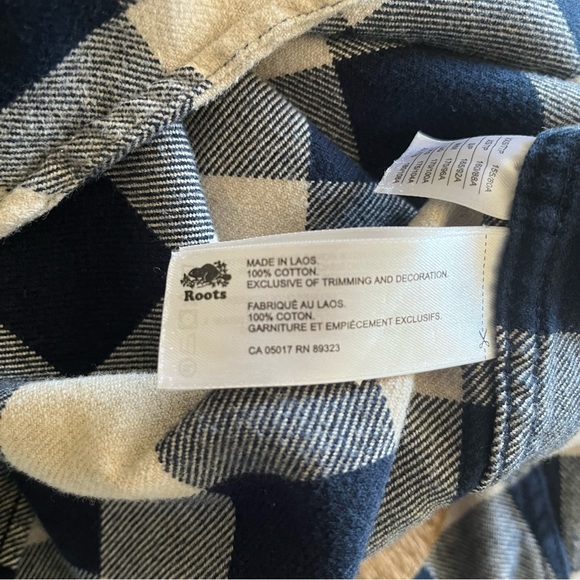 Roots
MADE IN LAOS.
100% COTTON.
EXCLUSIVE OF TRIMMING AND DECORATION.
FABRIQUÉ AU LAOS.
100% COTON.
GARNITURE ET EMPIÈCEMENT EXCLUSIFS.
CA 05017 RN 89323